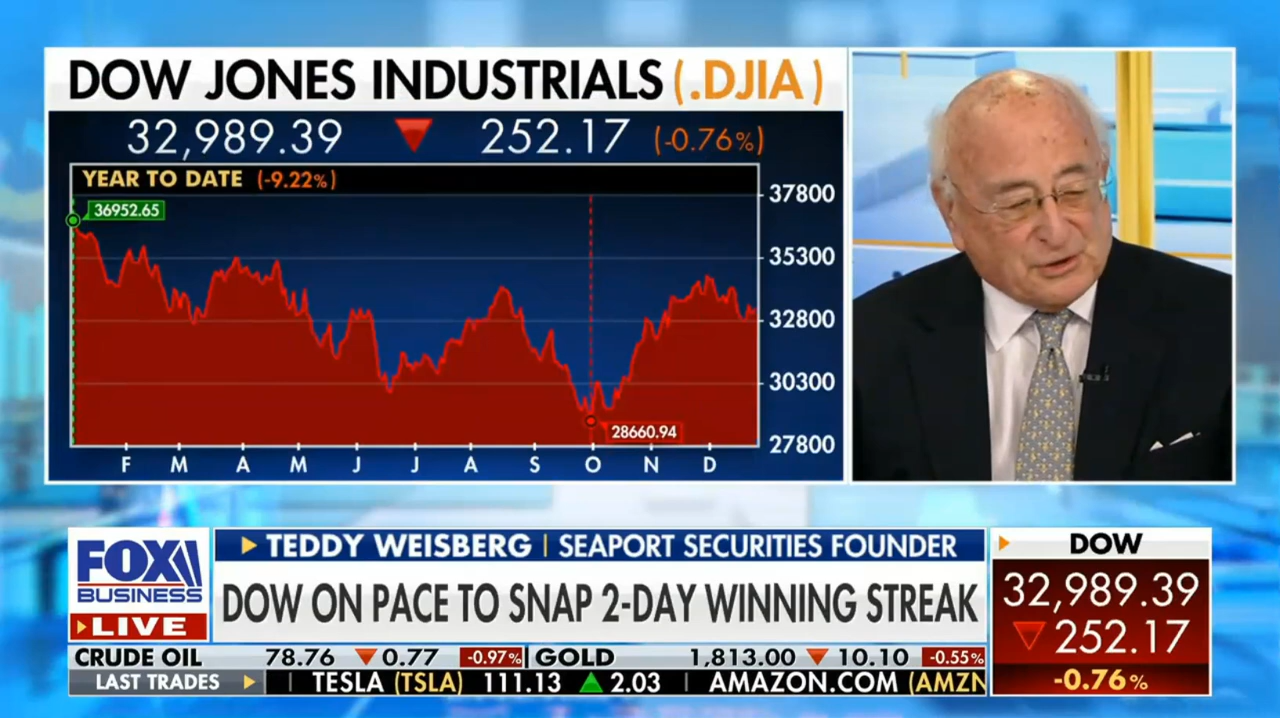 DOW JONES INDUSTRIALS (.DJIA)
32,989.39 ▼ 252.17 (-0.76%)
YEAR TO DATE (-9.22%)
36952.65
37800
35300
32800
30300
28660.94
27800
F M A M J J A S O N D
TEDDY WEISBERG | SEAPORT SECURITIES FOUNDER
DOW ON PACE TO SNAP 2-DAY WINNING STREAK
FOX
BUSINESS
LIVE
DOW
32,989.39
▼ 252.17
-0.76%
CRUDE OIL 78.76 ▼ 0.77 -0.97% GOLD 1,813.00 ▼ 10.10 -0.55%
LAST TRADES TESLA (TSLA) 111.13 ▲ 2.03 | AMAZON.COM (AMZN